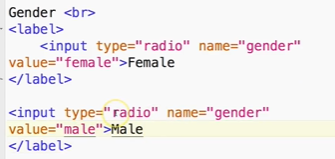 Gender <br>
<label>
<input type="radio" name="gender"
value="female">Female
</label>
<input type="radio" name="gender"
value="male">Male
</label>